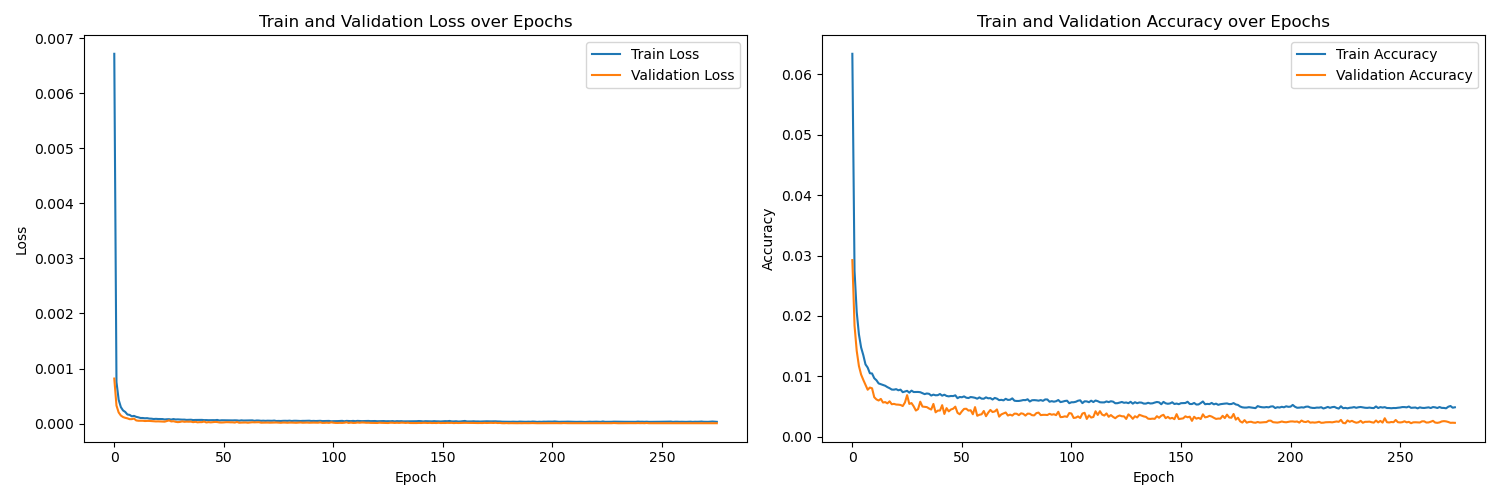 Train and Validation Loss over Epochs
Train Loss
Validation Loss
0.007
0.006
0.005
0.004
0.003
0.002
0.001
0.000
Loss
0
50
100
150
200
250
Epoch
Train and Validation Accuracy over Epochs
Train Accuracy
Validation Accuracy
0.06
0.05
0.04
0.03
0.02
0.01
0.00
Accuracy
0
50
100
150
200
250
Epoch